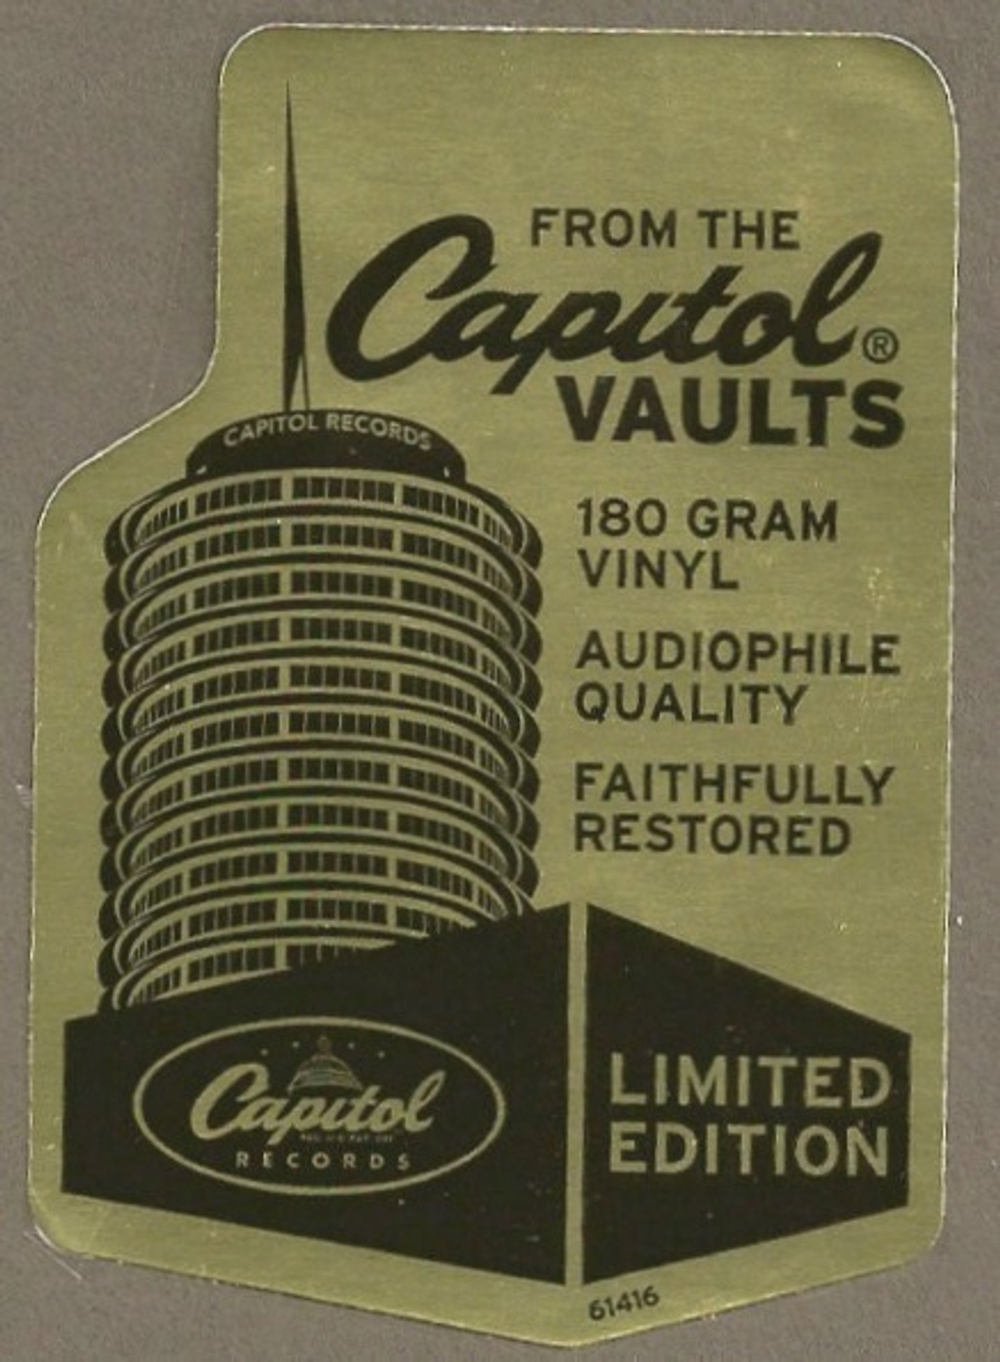 FROM THE
Capitol®
VAULTS
CAPITOL RECORDS
180 GRAM
VINYL
AUDIOPHILE
QUALITY
FAITHFULLY
RESTORED
Capitol
RECORDS
LIMITED
EDITION
61416